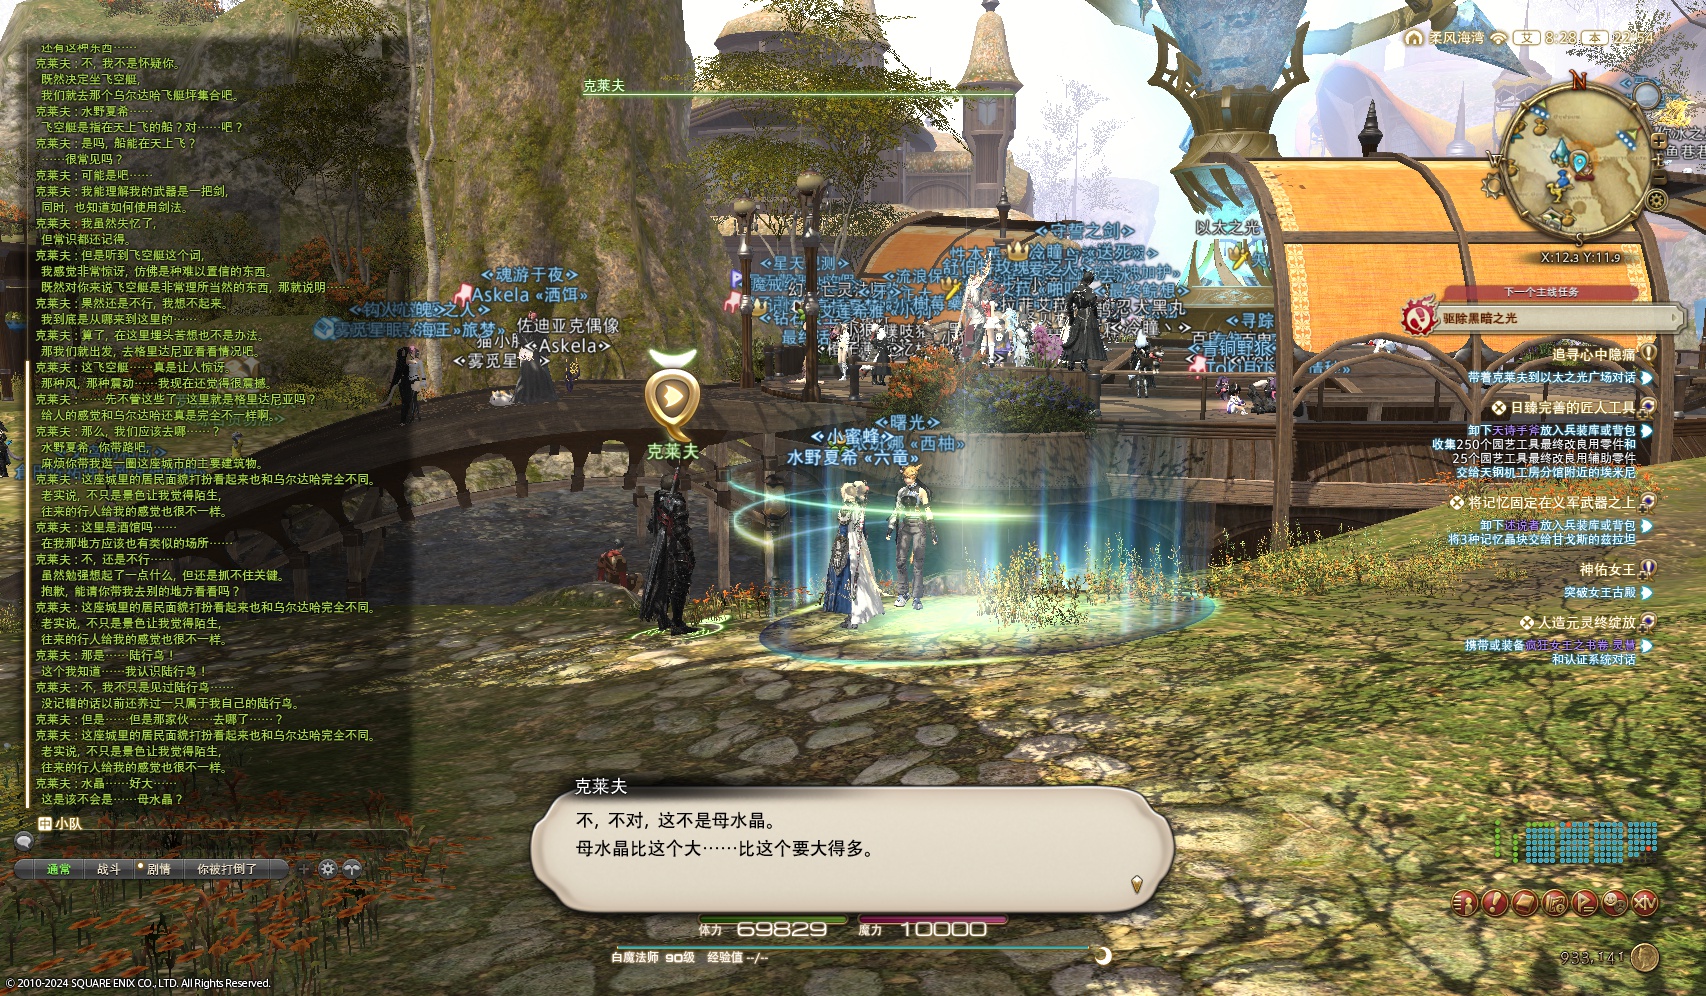 还有这种东西……
克莱夫：不，我不是怀疑你。
既然决定坐飞空艇，
我们就去那个乌尔达哈飞艇坪集合吧。
克莱夫：水野夏希……
飞空艇是指在天上飞的船？对……吧？
克莱夫：是吗，船能在天上飞？
……很常见吗？
克莱夫：可能是吧……
克莱夫：我能理解我的武器是一把剑，
同时，也知道如何使用剑法。
克莱夫：我虽然失忆了，
但常识都还记得。
克莱夫：但是听到飞空艇这个词，
我感觉非常惊讶，仿佛是种难以置信的东西。
既然对你来说飞空艇是非常理所当然的东西，那就说明……
克莱夫：果然还是不行，我想不起来。
我到底是从哪来到这里的……
克莱夫：算了，在这里埋头苦想也不是办法。
那我们就出发，去格里达尼亚看看情况吧。
克莱夫：这飞空艇……真是让人惊讶。
那种风，那种震动……我现在还觉得很震撼。
克莱夫：……先不管这些了，这里就是格里达尼亚吗？
给人的感觉和乌尔达哈还真是完全不一样啊。
克莱夫：那么，我们应该去哪……？
水野夏希，你带路吧，
麻烦你带我逛一圈这座城市的主要建筑物。
克莱夫：这座城里的居民面貌打扮看起来也和乌尔达哈完全不同。
老实说，不只是景色让我觉得陌生，
往来的行人给我的感觉也很不一样。
克莱夫：这里是酒馆吗……
在我那地方应该也有类似的场所……
克莱夫：不，还是不行……
虽然勉强想起了一点什么，但还是抓不住关键。
抱歉，能请你带我去别的地方看看吗？
克莱夫：这座城里的居民面貌打扮看起来也和乌尔达哈完全不同。
老实说，不只是景色让我觉得陌生，
往来的行人给我的感觉也很不一样。
克莱夫：那是……陆行鸟！
这个我知道……我认识陆行鸟！
克莱夫：不，我不只是见过陆行鸟……
没记错的话以前还养过一只属于我自己的陆行鸟。
克莱夫：但是……但是那家伙……去哪了……？
克莱夫：这座城里的居民面貌打扮看起来也和乌尔达哈完全不同。
老实说，不只是景色让我觉得陌生，
往来的行人给我的感觉也很不一样。
克莱夫：水晶……好大……
这是该不会是……母水晶？
小队
通常 战斗 剧情 你被打倒了
克莱夫
柔风海湾 艾 8:28 本 22:54
N
W
S
X:12.3 Y:11.9
下一个主线任务
驱除黑暗之光
追寻心中隐痛
带着克莱夫到以太之光广场对话
日臻完善的匠人工具
卸下天诗手斧放入兵装库或背包
收集250个园艺工具最终改良用零件和
25个园艺工具最终改良用辅助零件
交给天钢机工房分馆附近的埃米尼
将记忆固定在义军武器之上
卸下述说者放入兵装库或背包
将3种记忆晶块交给甘戈斯的兹拉坦
神佑女王
突破女王古殿
人造元灵终绽放
携带或装备疯狂女王之书卷·灵慧
和认证系统对话
<魂游于夜>
Askela «洒饵»
佐迪亚克偶像
<Askela>
<守誓之剑>
以太之光
克莱夫
<曙光>
<小蜜蜂>
«西柚»
水野夏希 «六竜»
克莱夫
不，不对，这不是母水晶。
母水晶比这个大……比这个要大得多。
体力 69829 魔力 10000
白魔法师 90级 经验值 --/--
933,141
© 2010-2024 SQUARE ENIX CO., LTD. All Rights Reserved.